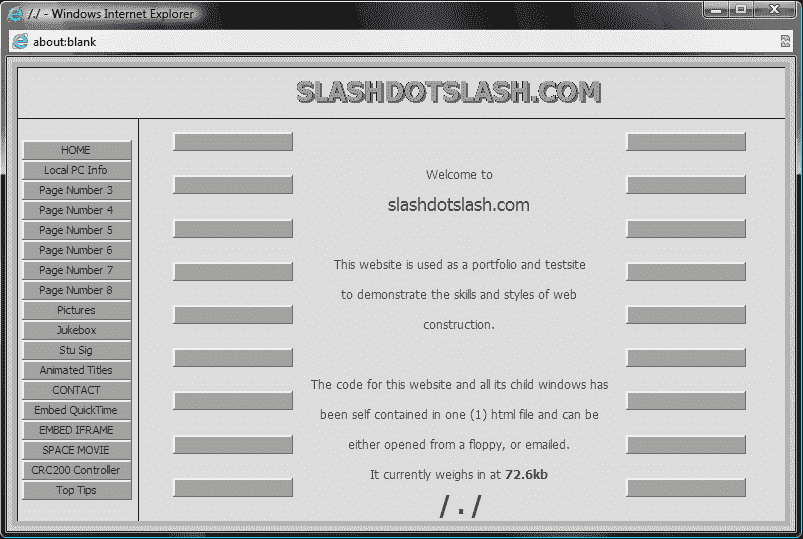 /./ - Windows Internet Explorer
about:blank
SLASHDOTSLASH.COM
HOME
Local PC Info
Page Number 3
Page Number 4
Page Number 5
Page Number 6
Page Number 7
Page Number 8
Pictures
Jukebox
Stu Sig
Animated Titles
CONTACT
Embed QuickTime
EMBED IFRAME
SPACE MOVIE
CRC200 Controller
Top Tips
Welcome to
slashdotslash.com
This website is used as a portfolio and testsite
to demonstrate the skills and styles of web
construction.
The code for this website and all its child windows has
been self contained in one (1) html file and can be
either opened from a floppy, or emailed.
It currently weighs in at 72.6kb
/ . /